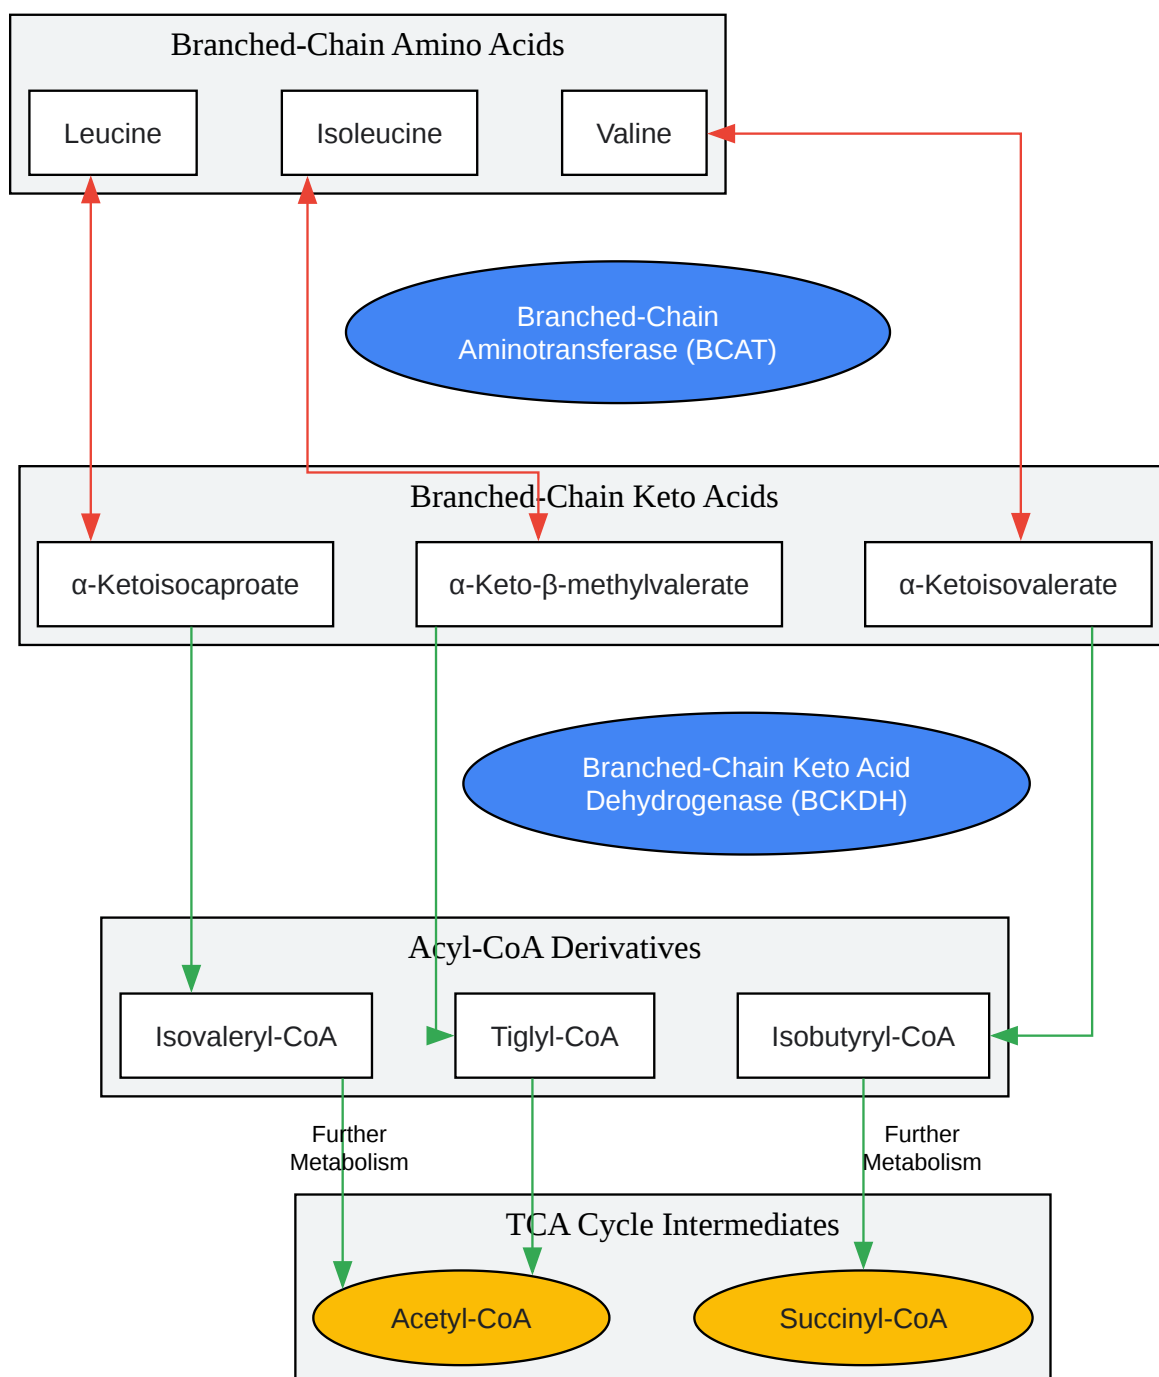 Branched-Chain Amino Acids
Leucine
Isoleucine
Valine
Branched-Chain
Aminotransferase (BCAT)
Branched-Chain Keto Acids
α-Ketoisocaproate
α-Keto-β-methylvalerate
α-Ketoisovalerate
Branched-Chain Keto Acid
Dehydrogenase (BCKDH)
Acyl-CoA Derivatives
Isovaleryl-CoA
Tiglyl-CoA
Isobutyryl-CoA
Further
Metabolism
Further
Metabolism
TCA Cycle Intermediates
Acetyl-CoA
Succinyl-CoA